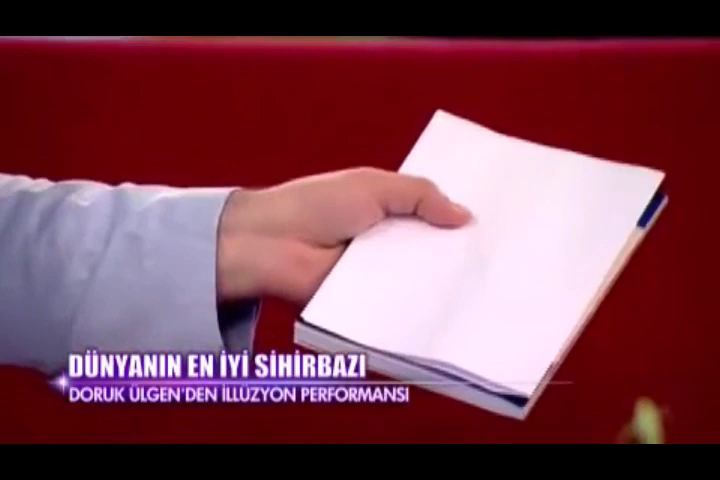 DÜNYANIN EN İYİ SİHİRBAZI
DORUK ÜLGEN'DEN İLLÜZYON PERFORMANSI